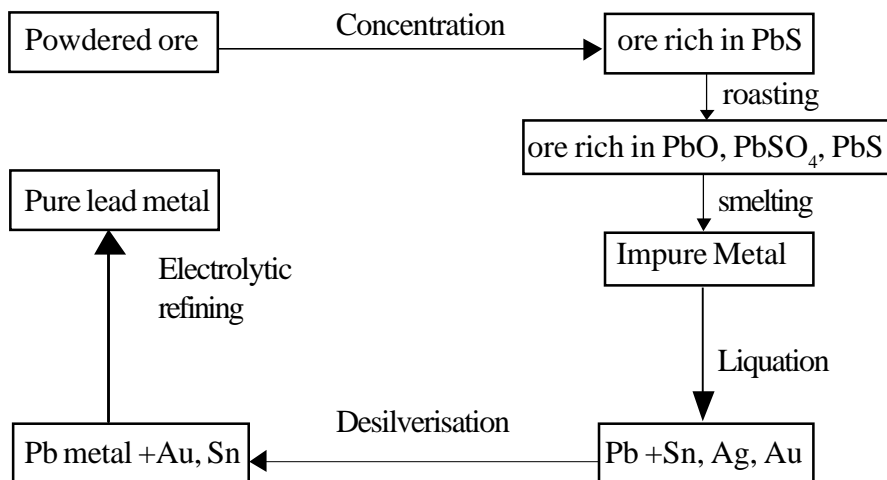 Powdered ore
Concentration
ore rich in PbS
roasting
ore rich in PbO, PbSO₄, PbS
smelting
Impure Metal
Liquation
Pb +Sn, Ag, Au
Desilverisation
Pb metal +Au, Sn
Electrolytic
refining
Pure lead metal